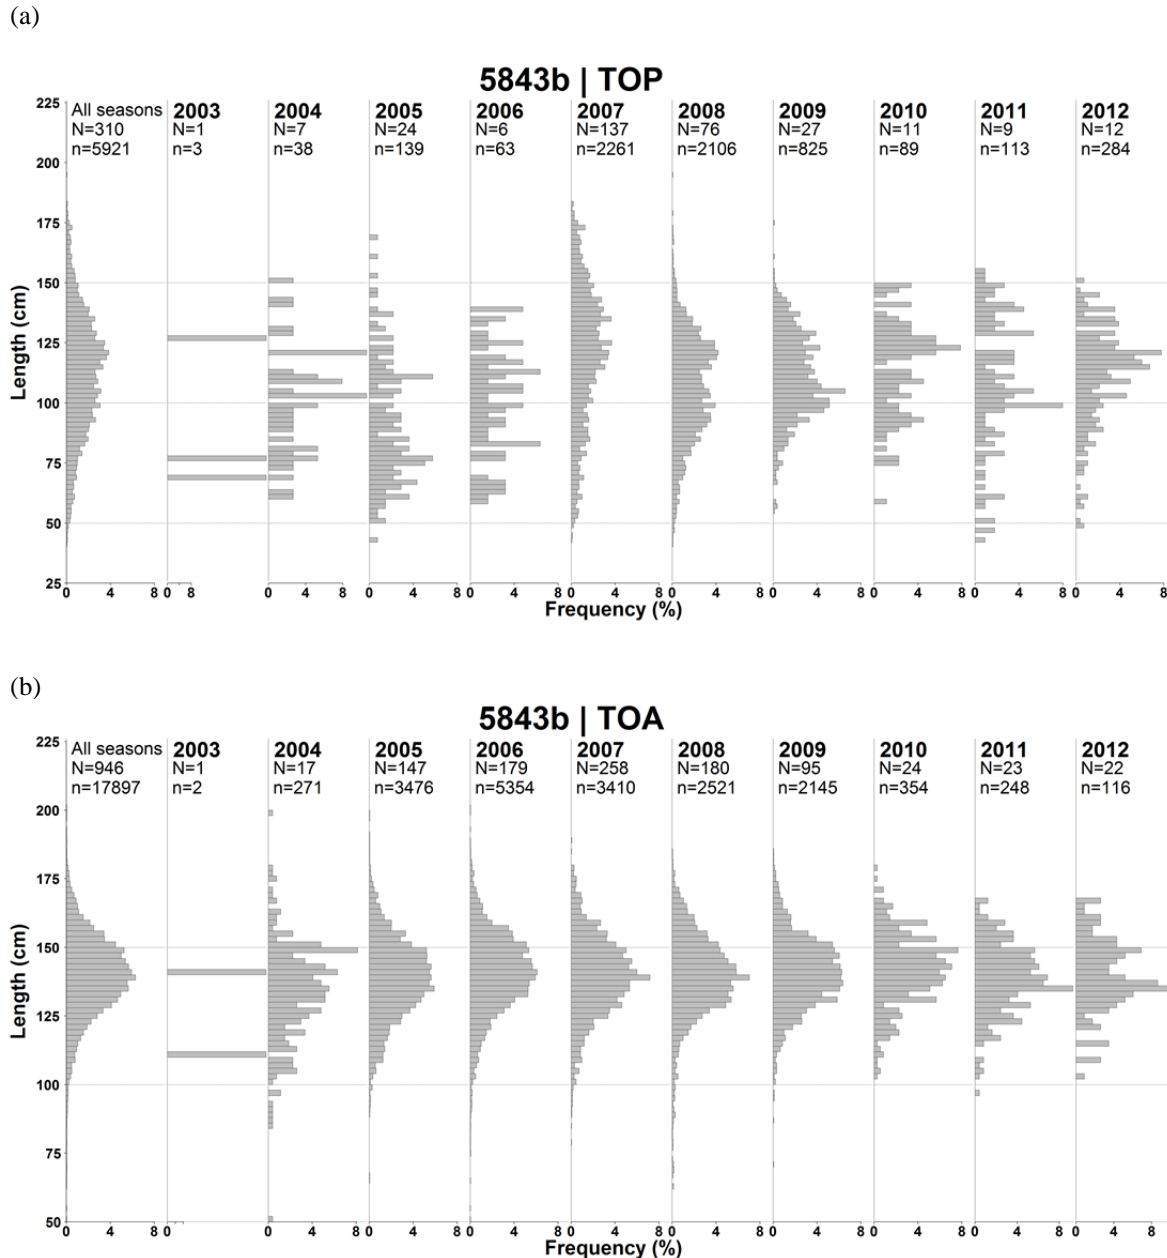 (a)
5843b | TOP
All seasons 2003 2004 2005 2006 2007 2008 2009 2010 2011 2012
N=310 N=1 N=7 N=24 N=6 N=137 N=76 N=27 N=11 N=9 N=12
n=5921 n=3 n=38 n=139 n=63 n=2261 n=2106 n=825 n=89 n=113 n=284
225
200
175
150
125
100
75
50
25
Length (cm)
0 4 8 0 8 0 4 8 0 4 8 0 4 8 0 4 8 0 4 8 0 4 8 0 4 8 0 4 8 0 4 8
Frequency (%)
(b)
5843b | TOA
All seasons 2003 2004 2005 2006 2007 2008 2009 2010 2011 2012
N=946 N=1 N=17 N=147 N=179 N=258 N=180 N=95 N=24 N=23 N=22
n=17897 n=2 n=271 n=3476 n=5354 n=3410 n=2521 n=2145 n=354 n=248 n=116
225
200
175
150
125
100
75
50
Length (cm)
0 4 8 0 0 4 8 0 4 8 0 4 8 0 4 8 0 4 8 0 4 8 0 4 8 0 4 8 0 4 8
Frequency (%)